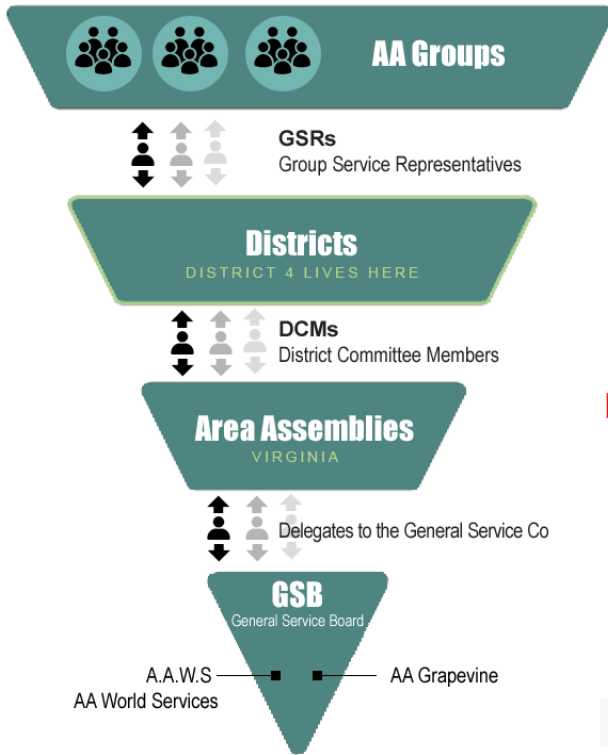 AA Groups
GSRs
Group Service Representatives
Districts
DISTRICT 4 LIVES HERE
DCMs
District Committee Members
Area Assemblies
VIRGINIA
Delegates to the General Service Co
GSB
General Service Board
A.A.W.S
AA World Services
AA Grapevine